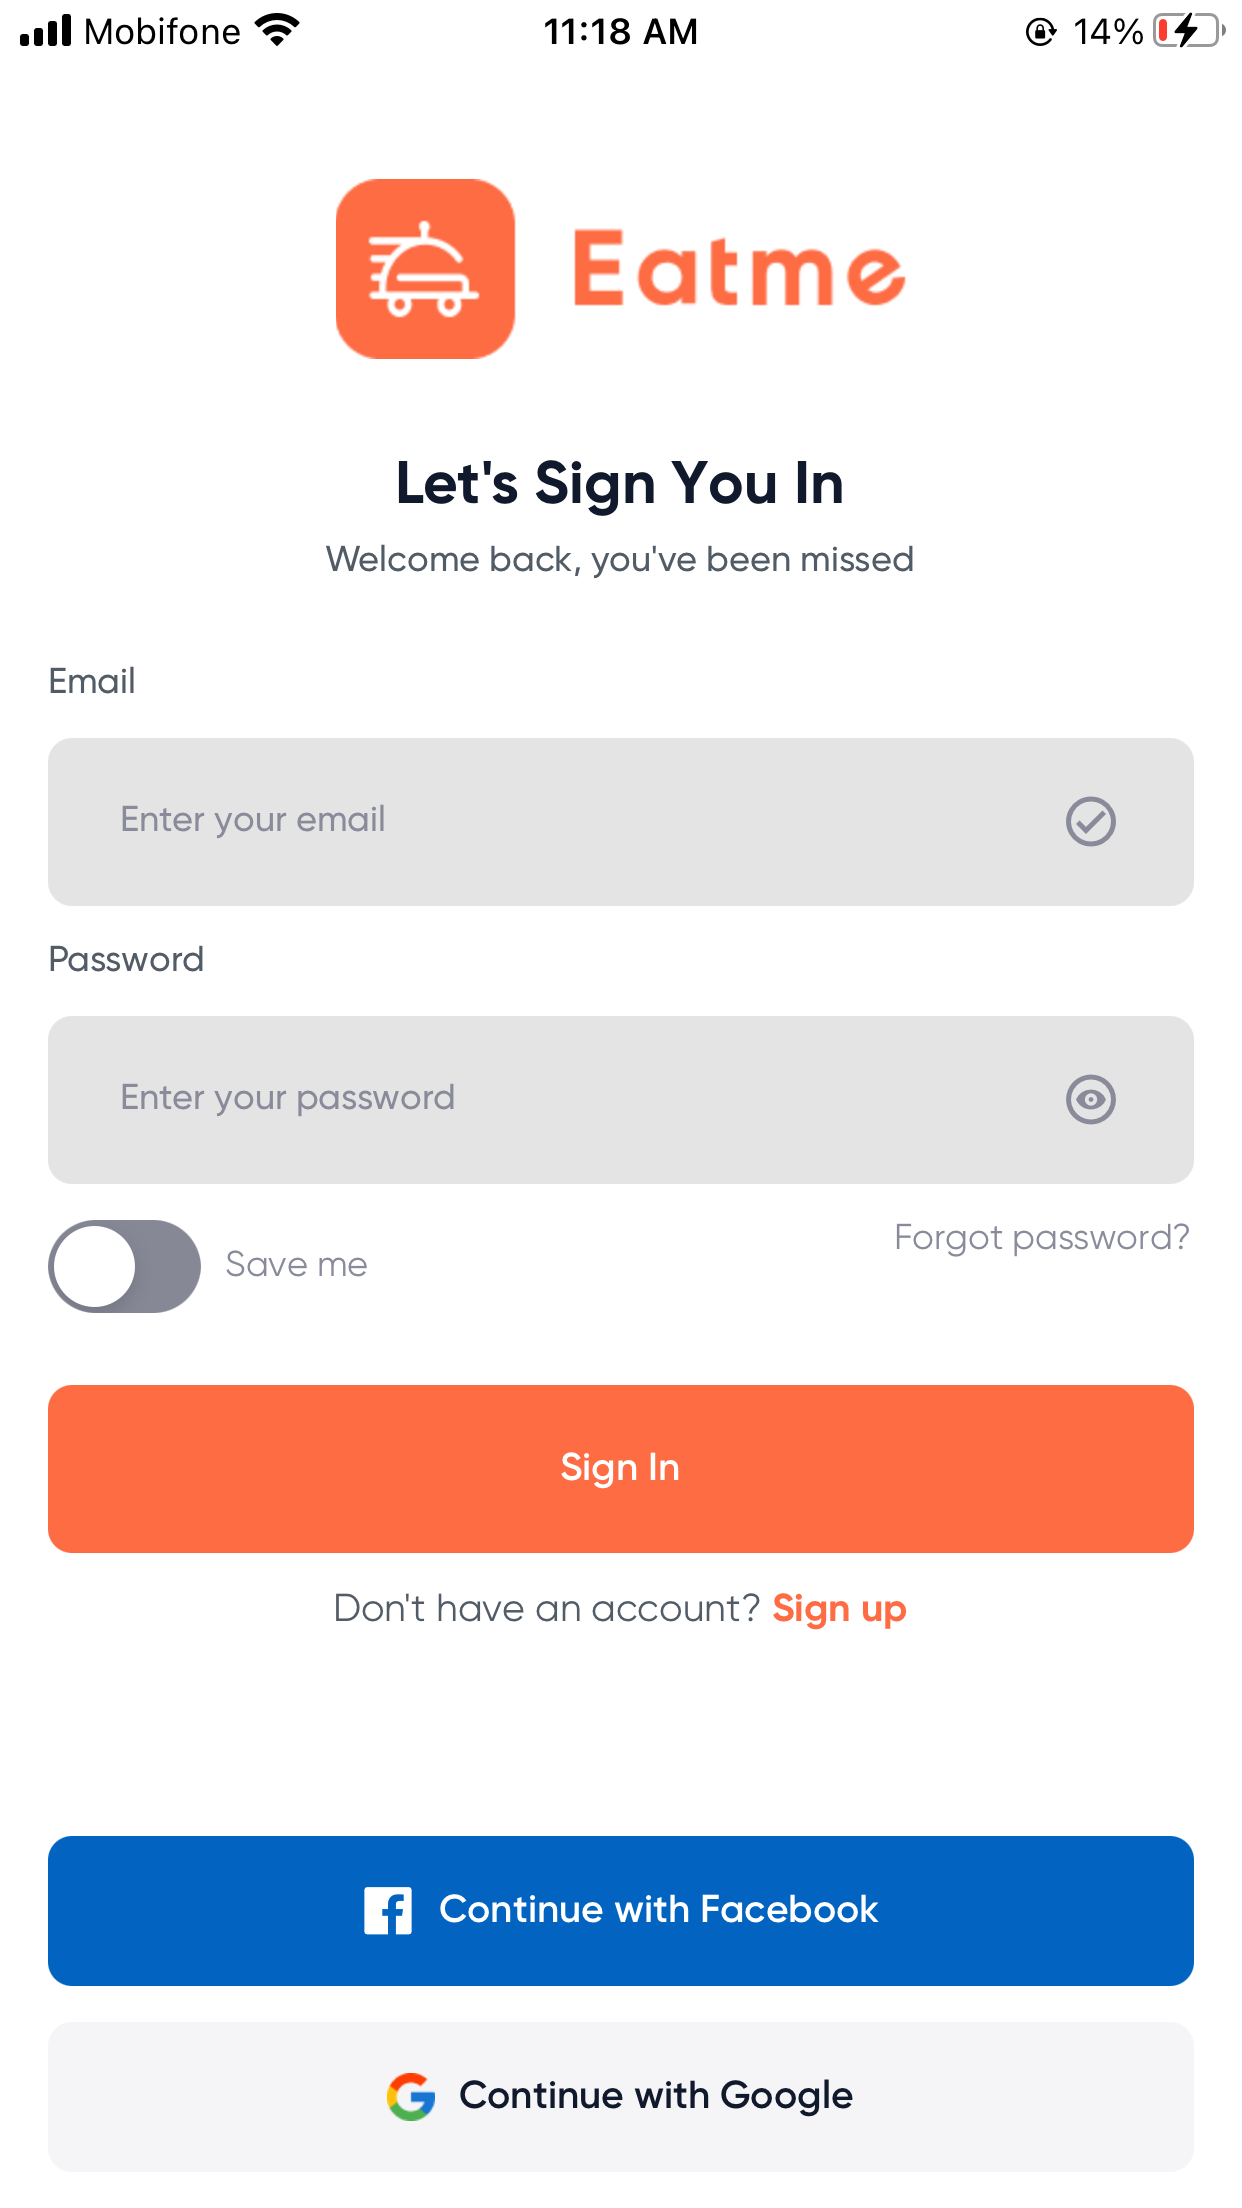 Mobifone 11:18 AM 14%
Eatme
Let's Sign You In
Welcome back, you've been missed
Email
Enter your email
Password
Enter your password
Save me
Forgot password?
Sign In
Don't have an account? Sign up
Continue with Facebook
Continue with Google